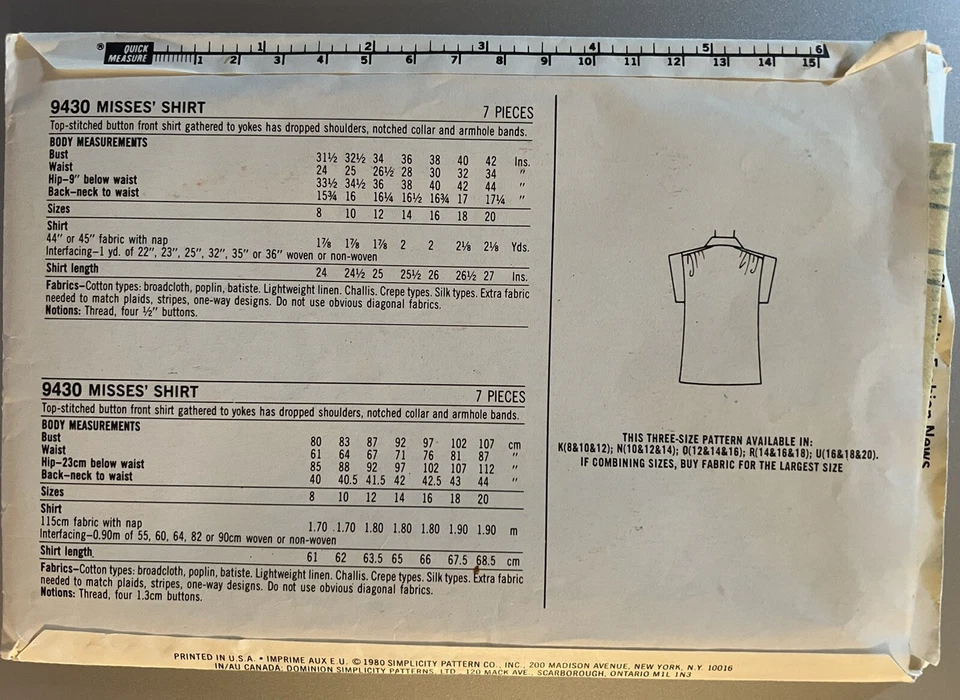 ® QUICK MEASURE 1 2 3 4 5 6
1 2 3 4 5 6 7 8 9 10 11 12 13 14 15
9430 MISSES' SHIRT 7 PIECES
Top-stitched button front shirt gathered to yokes has dropped shoulders, notched collar and armhole bands.
BODY MEASUREMENTS
Bust 31½ 32½ 34 36 38 40 42 Ins.
Waist 24 25 26½ 28 30 32 34 "
Hip–9" below waist 33½ 34½ 36 38 40 42 44 "
Back–neck to waist 15¾ 16 16¼ 16½ 16¾ 17 17¼ "
Sizes 8 10 12 14 16 18 20
Shirt
44" or 45" fabric with nap 1⅞ 1⅞ 1⅞ 2 2 2⅛ 2⅛ Yds.
Interfacing–1 yd. of 22", 23", 25", 32", 35" or 36" woven or non-woven
Shirt length 24 24½ 25 25½ 26 26½ 27 Ins.
Fabrics–Cotton types: broadcloth, poplin, batiste. Lightweight linen. Challis. Crepe types. Silk types. Extra fabric
needed to match plaids, stripes, one-way designs. Do not use obvious diagonal fabrics.
Notions: Thread, four ½" buttons.
9430 MISSES' SHIRT 7 PIECES
Top-stitched button front shirt gathered to yokes has dropped shoulders, notched collar and armhole bands.
BODY MEASUREMENTS
Bust 80 83 87 92 97 102 107 cm
Waist 61 64 67 71 76 81 87 "
Hip–23cm below waist 85 88 92 97 102 107 112 "
Back–neck to waist 40 40.5 41.5 42 42.5 43 44 "
Sizes 8 10 12 14 16 18 20
Shirt
115cm fabric with nap 1.70 1.70 1.80 1.80 1.80 1.90 1.90 m
Interfacing–0.90m of 55, 60, 64, 82 or 90cm woven or non-woven
Shirt length 61 62 63.5 65 66 67.5 68.5 cm
Fabrics–Cotton types: broadcloth, poplin, batiste. Lightweight linen. Challis. Crepe types. Silk types. Extra fabric
needed to match plaids, stripes, one-way designs. Do not use obvious diagonal fabrics.
Notions: Thread, four 1.3cm buttons.
THIS THREE-SIZE PATTERN AVAILABLE IN:
K(8&10&12); N(10&12&14); O(12&14&16); R(14&16&18); U(16&18&20).
IF COMBINING SIZES, BUY FABRIC FOR THE LARGEST SIZE
News
PRINTED IN U.S.A. • IMPRIME AUX E.U. © 1980 SIMPLICITY PATTERN CO., INC., 200 MADISON AVENUE, NEW YORK, N.Y. 10016
IN/AU CANADA: DOMINION SIMPLICITY PATTERNS, LTD., 120 MACK AVE., SCARBOROUGH, ONTARIO M1L 1N3